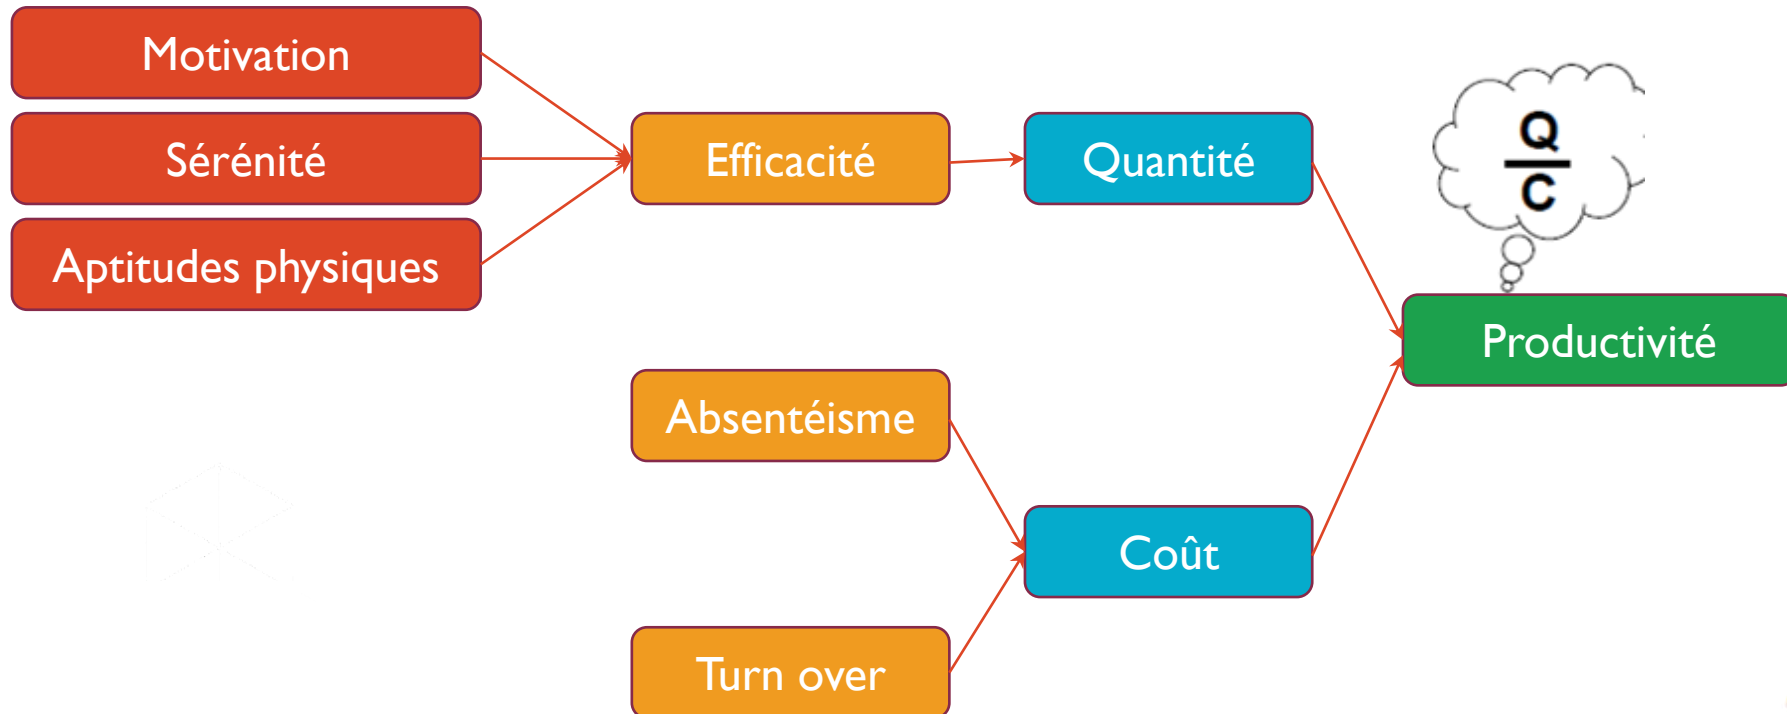 Motivation
Sérénité
Aptitudes physiques
Efficacité
Quantité
Q
C
Productivité
Absentéisme
Coût
Turn over